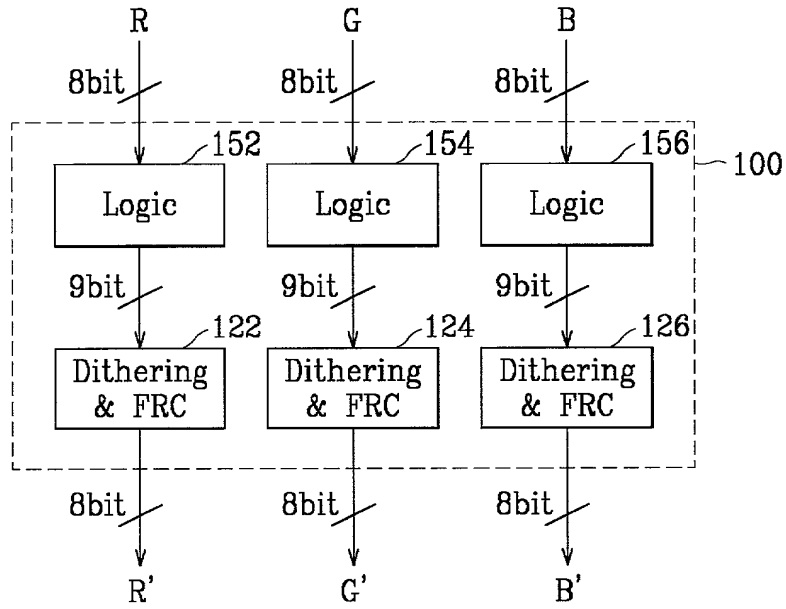 R G B
8bit 8bit 8bit
152 154 156
100
Logic Logic Logic
9bit 9bit 9bit
122 124 126
Dithering & FRC Dithering & FRC Dithering & FRC
8bit 8bit 8bit
R' G' B'